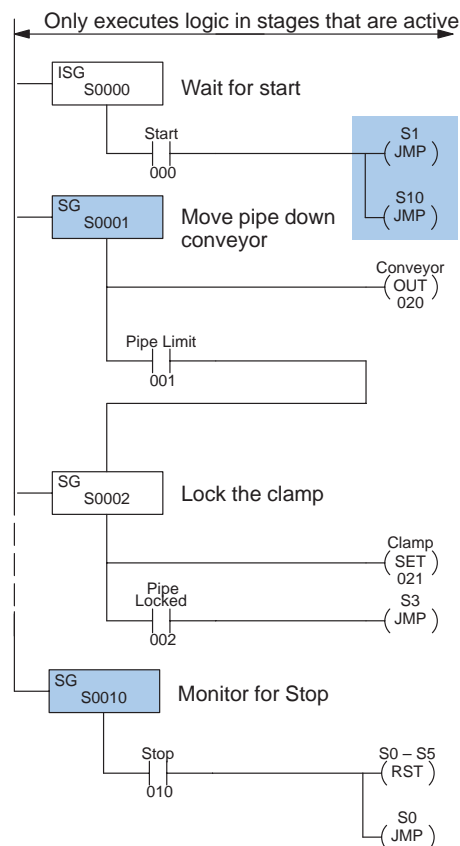 Only executes logic in stages that are active
ISG
S0000
Wait for start
Start
000
S1
JMP
S10
JMP
SG
S0001
Move pipe down
conveyor
Conveyor
OUT
020
Pipe Limit
001
SG
S0002
Lock the clamp
Clamp
SET
021
Pipe
Locked
002
S3
JMP
SG
S0010
Monitor for Stop
Stop
010
S0 – S5
RST
S0
JMP